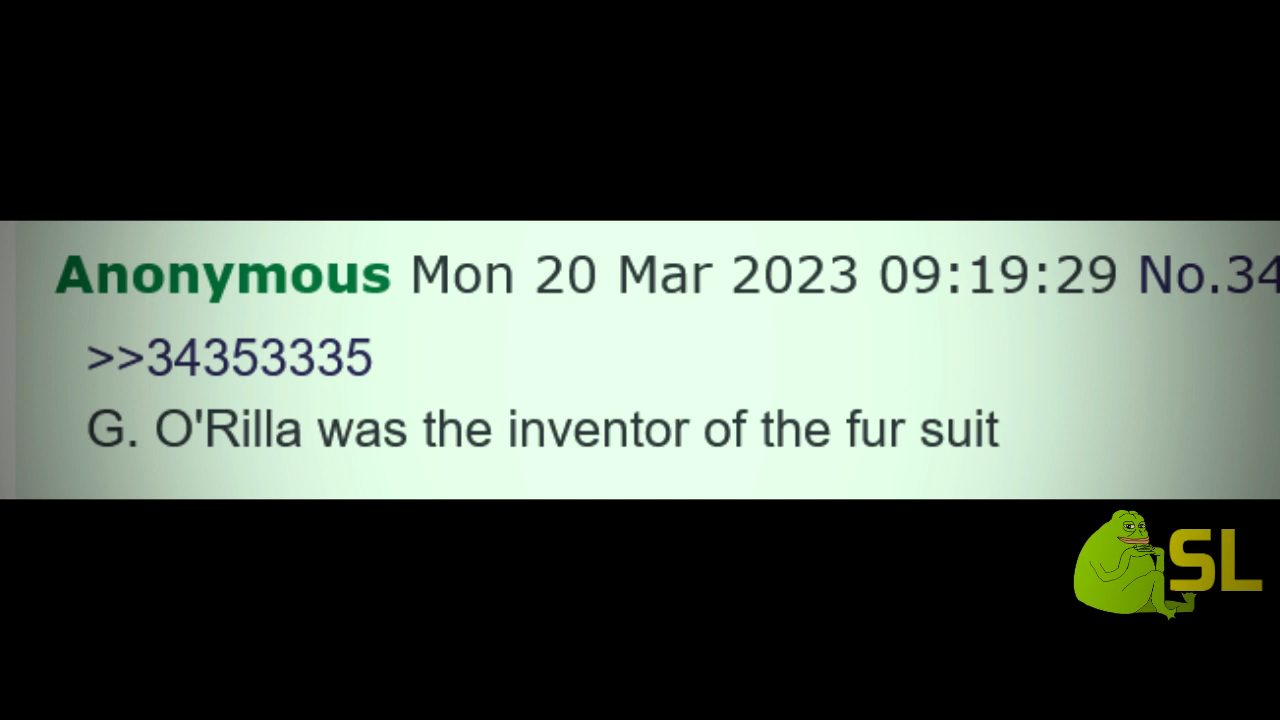 Anonymous Mon 20 Mar 2023 09:19:29 No.34
>>34353335
G. O'Rilla was the inventor of the fur suit
SL